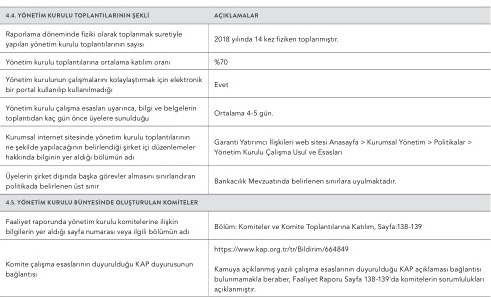 4.4. YÖNETİM KURULU TOPLANTILARININ ŞEKLİ
AÇIKLAMALAR
Raporlama döneminde fiziki olarak toplanmak suretiyle
yapılan yönetim kurulu toplantılarının sayısı
2018 yılında 14 kez fiziken toplanmıştır.
Yönetim kurulu toplantılarına ortalama katılım oranı
%70
Yönetim kurulunun çalışmalarını kolaylaştırmak için elektronik
bir portal kullanılıp kullanılmadığı
Evet
Yönetim kurulu çalışma esasları uyarınca, bilgi ve belgelerin
toplantıdan kaç gün önce üyelere sunulduğu
Ortalama 4-5 gün.
Kurumsal internet sitesinde yönetim kurulu toplantılarının
ne şekilde yapılacağının belirlendiği şirket içi düzenlemeler
hakkında bilginin yer aldığı bölümün adı
Garanti Yatırımcı İlişkileri web sitesi Anasayfa > Kurumsal Yönetim > Politikalar >
Yönetim Kurulu Çalışma Usul ve Esasları
Üyelerin şirket dışında başka görevler almasını sınırlandıran
politikada belirlenen üst sınır
Bankacılık Mevzuatında belirlenen sınırlara uyulmaktadır.
4.5. YÖNETİM KURULU BÜNYESİNDE OLUŞTURULAN KOMİTELER
Faaliyet raporunda yönetim kurulu komitelerine ilişkin
bilgilerin yer aldığı sayfa numarası veya ilgili bölümün adı
Bölüm: Komiteler ve Komite Toplantılarına Katılım, Sayfa:138-139
Komite çalışma esaslarının duyurulduğu KAP duyurusunun
bağlantısı
https://www.kap.org.tr/tr/Bildirim/664849
Kamuya açıklanmış yazılı çalışma esaslarının duyurulduğu KAP açıklaması bağlantısı
bulunmamakla beraber, Faaliyet Raporu Sayfa 138-139'da komitelerin sorumlulukları
açıklanmıştır.